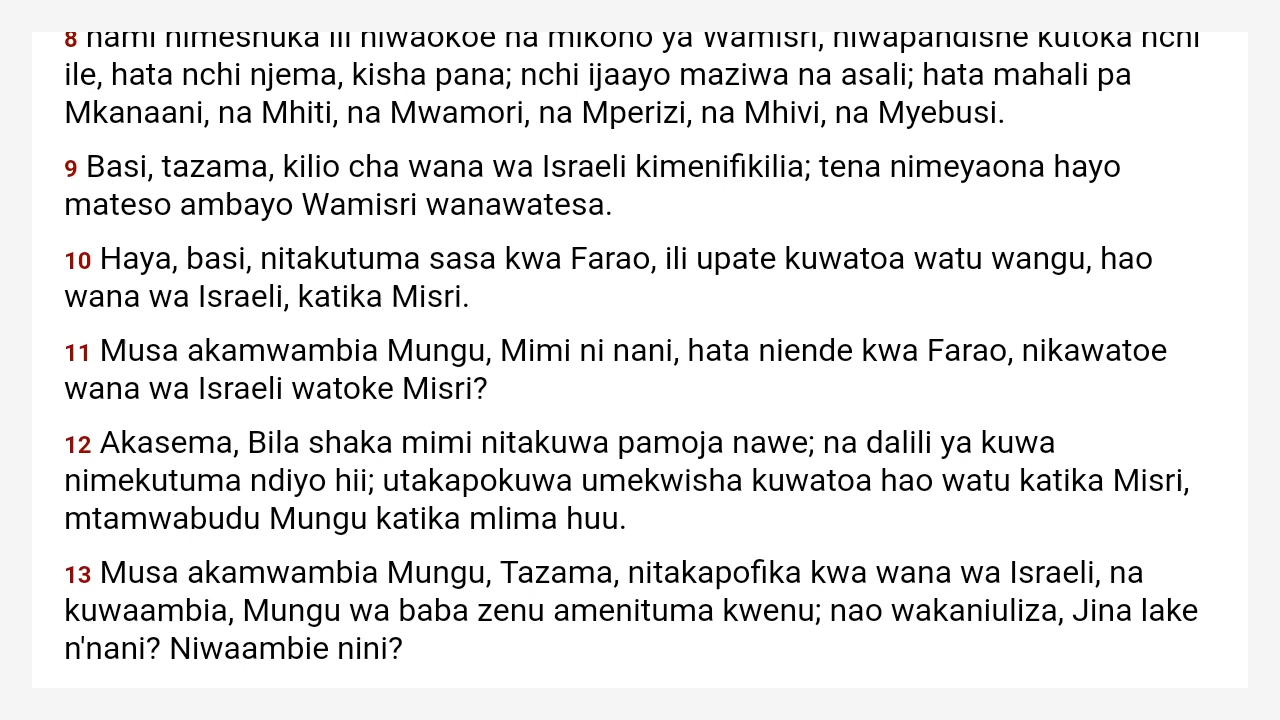 8 nami nimeshuka ili niwaokoe na mikono ya Wamisri, niwapandishe kutoka nchi
ile, hata nchi njema, kisha pana; nchi ijaayo maziwa na asali; hata mahali pa
Mkanaani, na Mhiti, na Mwamori, na Mperizi, na Mhivi, na Myebusi.
9 Basi, tazama, kilio cha wana wa Israeli kimenifikilia; tena nimeyaona hayo
mateso ambayo Wamisri wanawatesa.
10 Haya, basi, nitakutuma sasa kwa Farao, ili upate kuwatoa watu wangu, hao
wana wa Israeli, katika Misri.
11 Musa akamwambia Mungu, Mimi ni nani, hata niende kwa Farao, nikawatoe
wana wa Israeli watoke Misri?
12 Akasema, Bila shaka mimi nitakuwa pamoja nawe; na dalili ya kuwa
nimekutuma ndiyo hii; utakapokuwa umekwisha kuwatoa hao watu katika Misri,
mtamwabudu Mungu katika mlima huu.
13 Musa akamwambia Mungu, Tazama, nitakapofika kwa wana wa Israeli, na
kuwaambia, Mungu wa baba zenu amenituma kwenu; nao wakaniuliza, Jina lake
n'nani? Niwaambie nini?